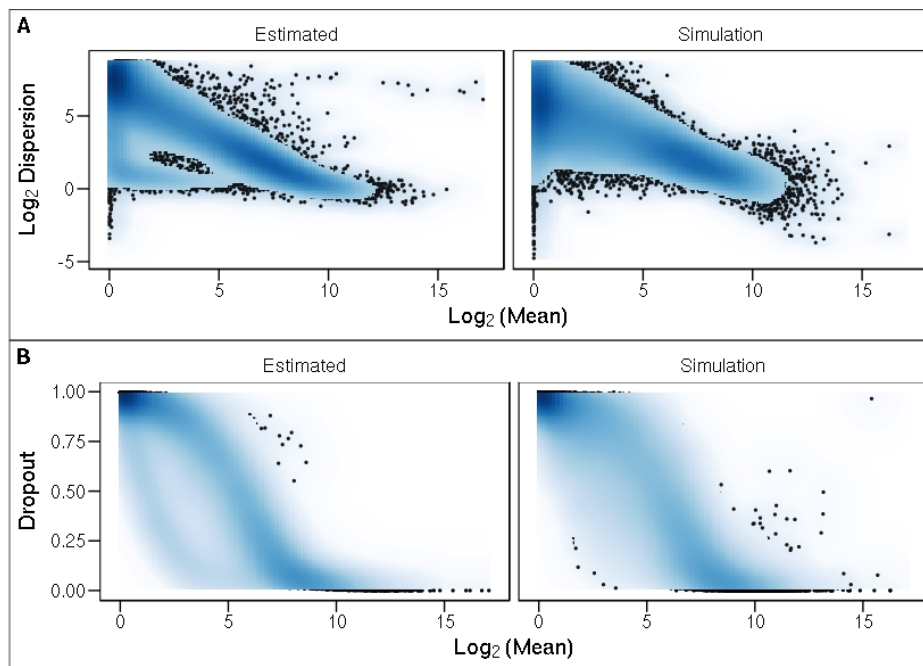 A
Estimated
Simulation
Log2 Dispersion
5
0
-5
0 5 10 15
0 5 10 15
Log2 (Mean)
B
Estimated
Simulation
Dropout
1.00
0.75
0.50
0.25
0.00
0 5 10 15
0 5 10 15
Log2 (Mean)